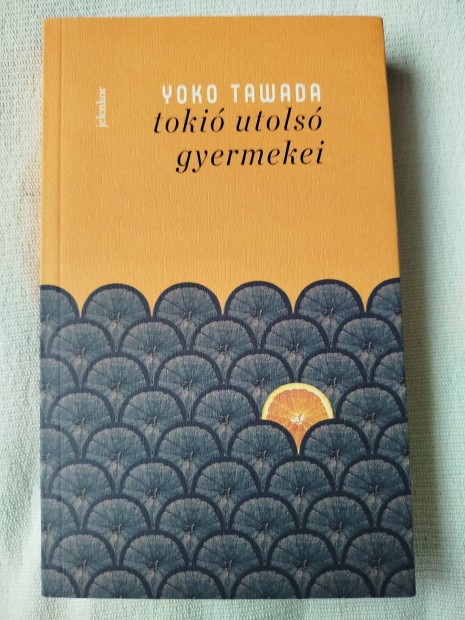 YOKO TAWADA
tokió utolsó
gyermekei
jelenkor